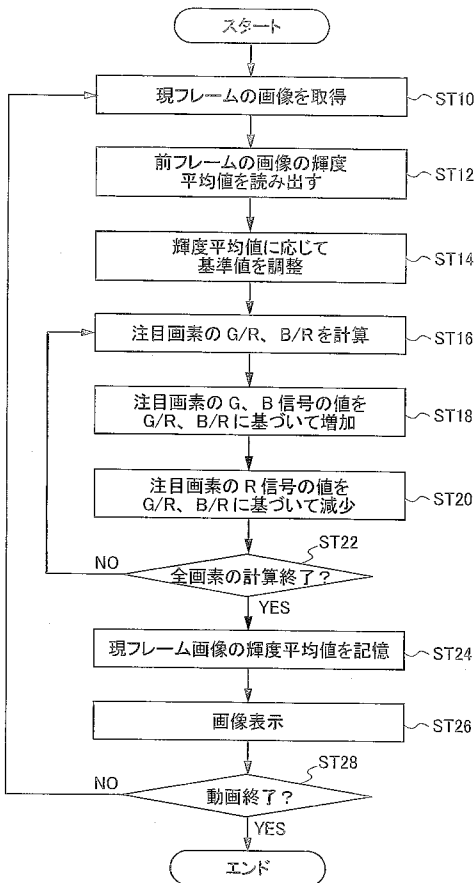 スタート
現フレームの画像を取得
ST10
前フレームの画像の輝度
平均値を読み出す
ST12
輝度平均値に応じて
基準値を調整
ST14
注目画素の G/R、B/Rを計算
ST16
注目画素の G、B 信号の値を
G/R、B/Rに基づいて増加
ST18
注目画素の R 信号の値を
G/R、B/Rに基づいて減少
ST20
ST22
NO
全画素の計算終了?
YES
現フレーム画像の輝度平均値を記憶
ST24
画像表示
ST26
ST28
NO
動画終了?
YES
エンド